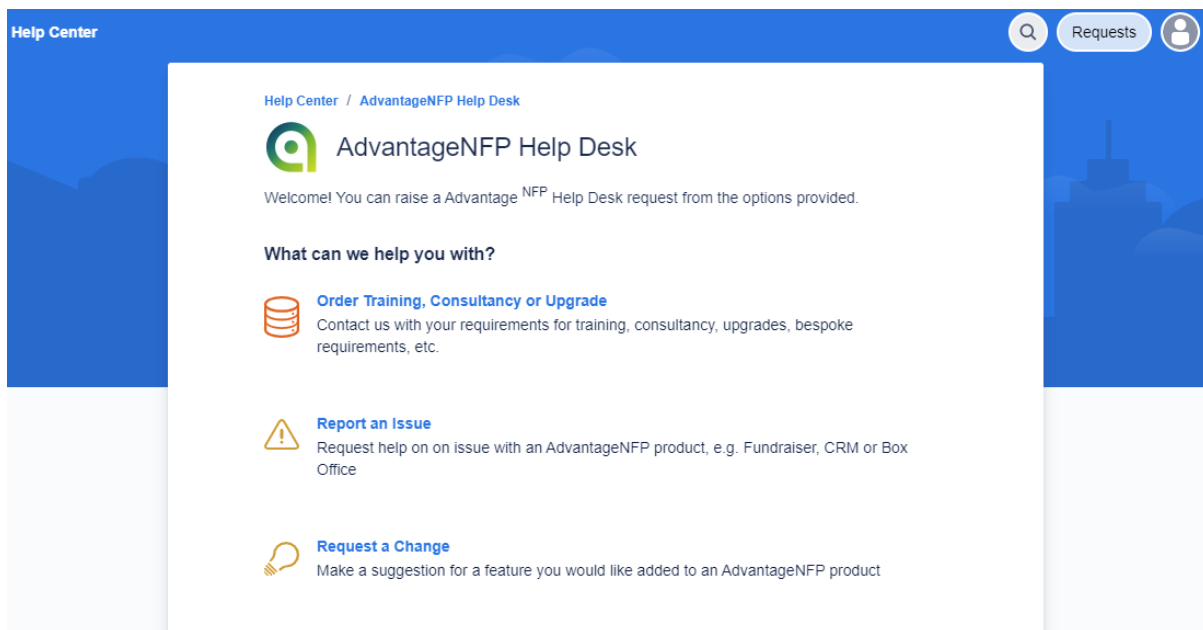 Help Center
Requests
Help Center / AdvantageNFP Help Desk
AdvantageNFP Help Desk
Welcome! You can raise a Advantage NFP Help Desk request from the options provided.
What can we help you with?
Order Training, Consultancy or Upgrade
Contact us with your requirements for training, consultancy, upgrades, bespoke
requirements, etc.
Report an Issue
Request help on on issue with an AdvantageNFP product, e.g. Fundraiser, CRM or Box
Office
Request a Change
Make a suggestion for a feature you would like added to an AdvantageNFP product